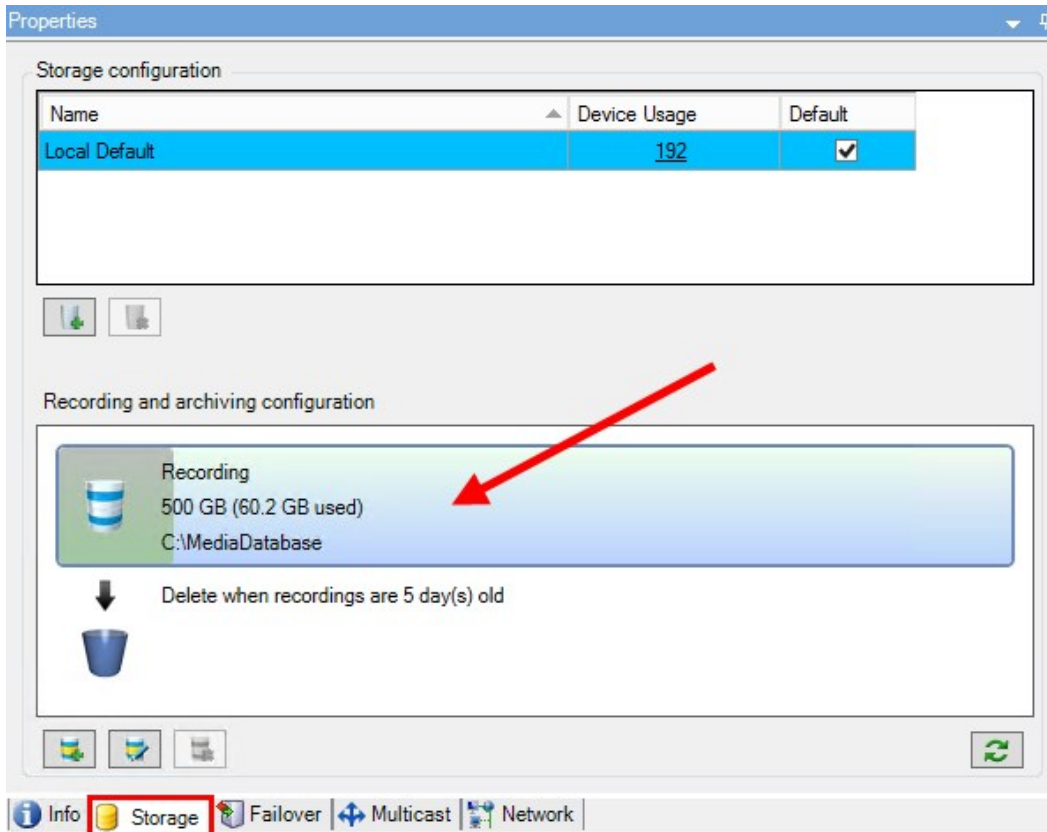 Properties
Storage configuration
Name Device Usage Default
Local Default 192
Recording and archiving configuration
Recording
500 GB (60.2 GB used)
C:\MediaDatabase
Delete when recordings are 5 day(s) old
Info Storage Failover Multicast Network